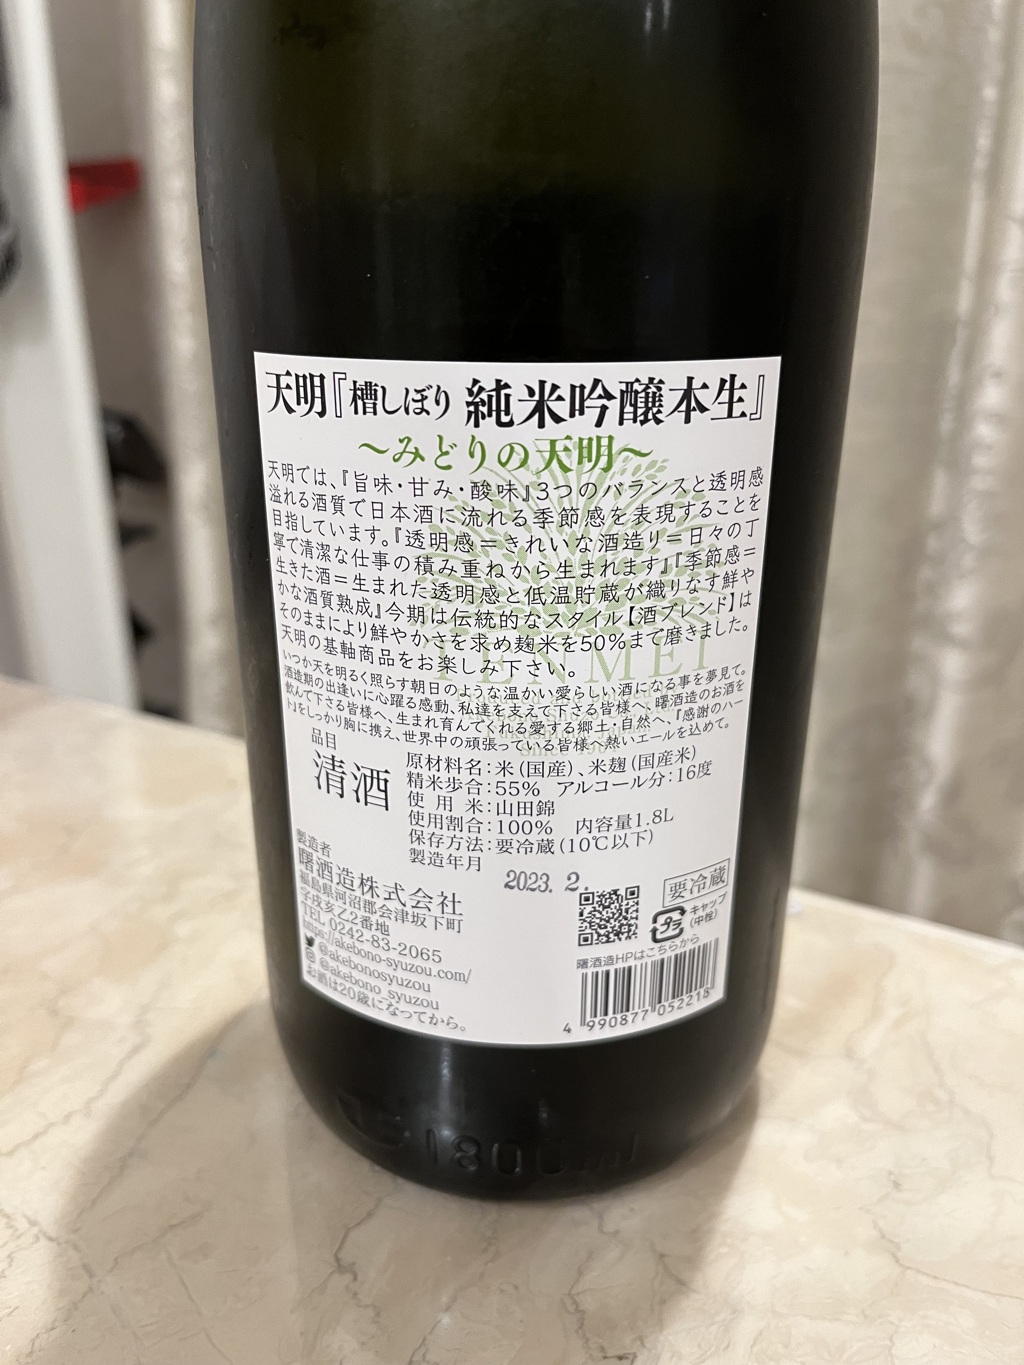 天明『槽しぼり 純米吟醸本生』
～みどりの天明～
天明では、『旨味・甘み・酸味』3つのバランスと透明感
溢れる酒質で日本酒に流れる季節感を表現することを
目指しています。『透明感＝きれいな酒造り＝日々の丁
寧で清潔な仕事の積み重ねから生まれます』『季節感＝
生きた酒＝生まれた透明感と低温貯蔵が織りなす鮮や
かな酒質熟成』今期は伝統的なスタイル【酒ブレンド】は
そのままにより鮮やかさを求め麹米を50%まで磨きました。
天明の基軸商品をお楽しみ下さい。
TENMEI
いつか天を明るく照らす朝日のような温かい愛らしい酒になる事を夢見て。
酒造期の出逢いに心躍る感動、私達を支えて下さる皆様へ、曙酒造のお酒を
飲んで下さる皆様へ、生まれ育んてくれる愛する郷土・自然へ、『感謝のハー
ト』をしっかり胸に携え、世界中の頑張っている皆様へ熱いエールを込めて。
品目
清酒
原材料名：米(国産)、米麹(国産米)
精米歩合：55% アルコール分：16度
使用米：山田錦
使用割合：100% 内容量1.8L
保存方法：要冷蔵(10℃以下)
製造年月
2023. 2.
製造者
曙酒造株式会社
福島県河沼郡会津坂下町
字戌亥乙2番地
TEL 0242-83-2065
https://akebono-syuzou.com/
@akebonosyuzou
@akebono_syuzou
お酒は20歳になってから。
要冷蔵
プラ
キャップ
(中栓)
曙酒造HPはこちらから
4 990877 052218
1800ml